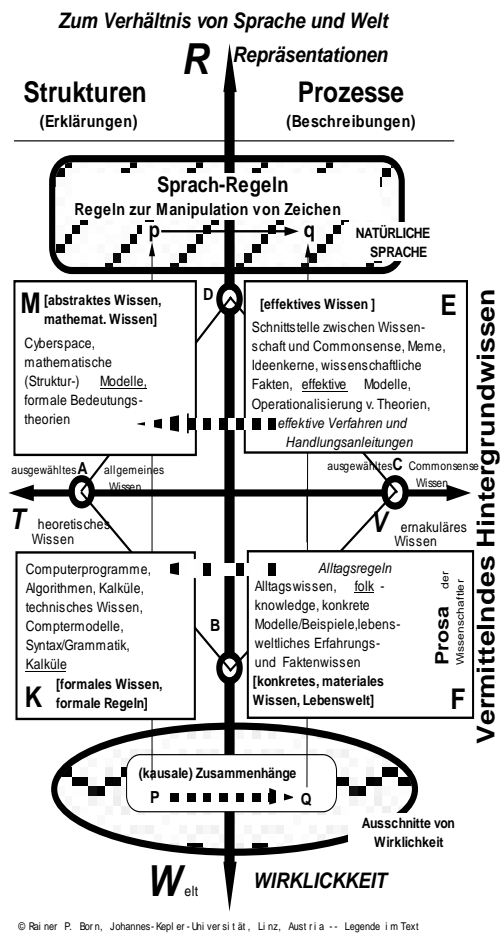 Zum Verhältnis von Sprache und Welt
R Repräsentationen
Strukturen
(Erklärungen)
Prozesse
(Beschreibungen)
Sprach-Regeln
Regeln zur Manipulation von Zeichen
p q
NATÜRLICHE
SPRACHE
D
M [abstraktes Wissen,
mathemat. Wissen]
Cyberspace,
mathematische
(Struktur-) Modelle,
formale Bedeutungs-
theorien
[effektives Wissen ] E
Schnittstelle zwischen Wissen-
schaft und Commonsense, Meme,
Ideenkerne, wissenschaftliche
Fakten, effektive Modelle,
Operationalisierung v. Theorien,
effektive Verfahren und
Handlungsanleitungen
ausgewähltes A allgemeines
Wissen
ausgewähltes C Commonsense
Wissen
T heoretisches
Wissen
V ernakuläres
Wissen
Vermittelndes Hintergrundwissen
Computerprogramme,
Algorithmen, Kalküle,
technisches Wissen,
Comptermodelle,
Syntax/Grammatik,
Kalküle
K [formales Wissen,
formale Regeln]
B
Alltagsregeln
Alltagswissen, folk -
knowledge, konkrete
Modelle/Beispiele,lebens-
weltliches Erfahrungs-
und Faktenwissen
[konkretes, materiales
Wissen, Lebenswelt] F
Prosa der
Wissenschaftler
(kausale) Zusammenhänge
P Q
Ausschnitte von
Wirklichkeit
W elt WIRKLICKKEIT
© Rainer P. Born, Johannes-Kepler-Universität, Linz, Austria -- Legende im Text